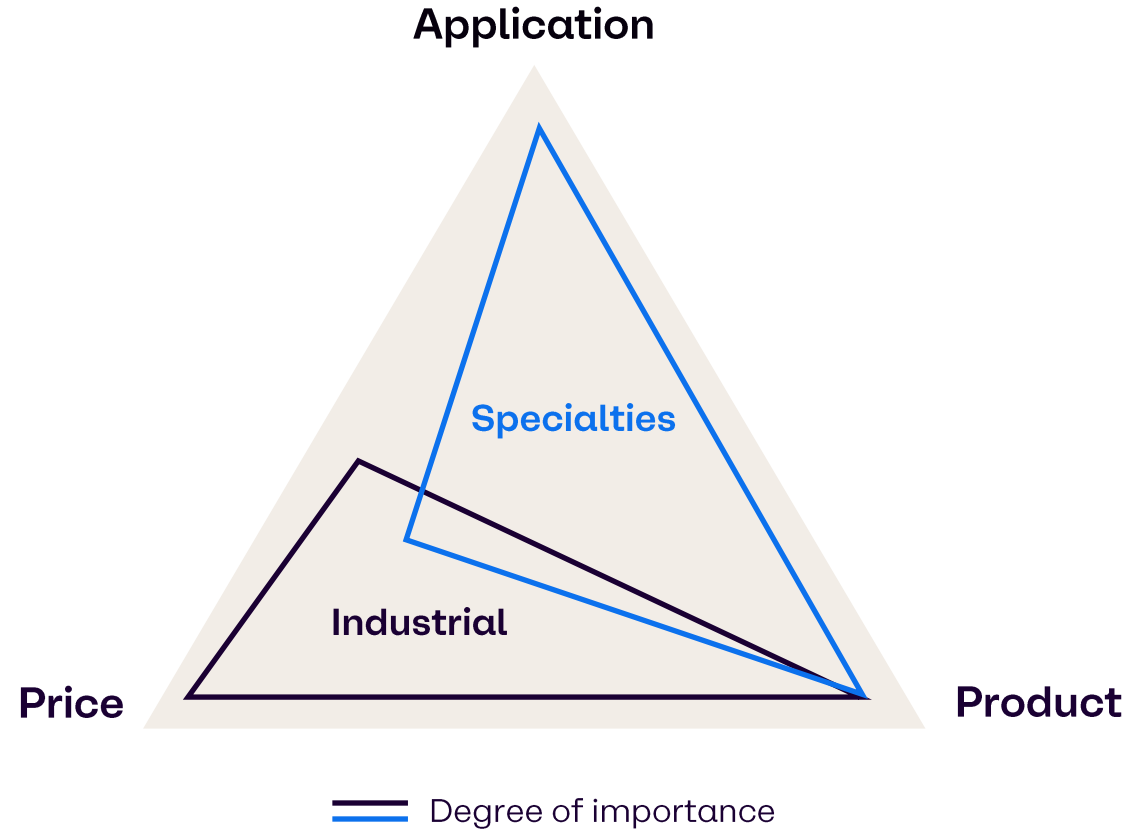 Application
Specialties
Industrial
Price
Product
Degree of importance